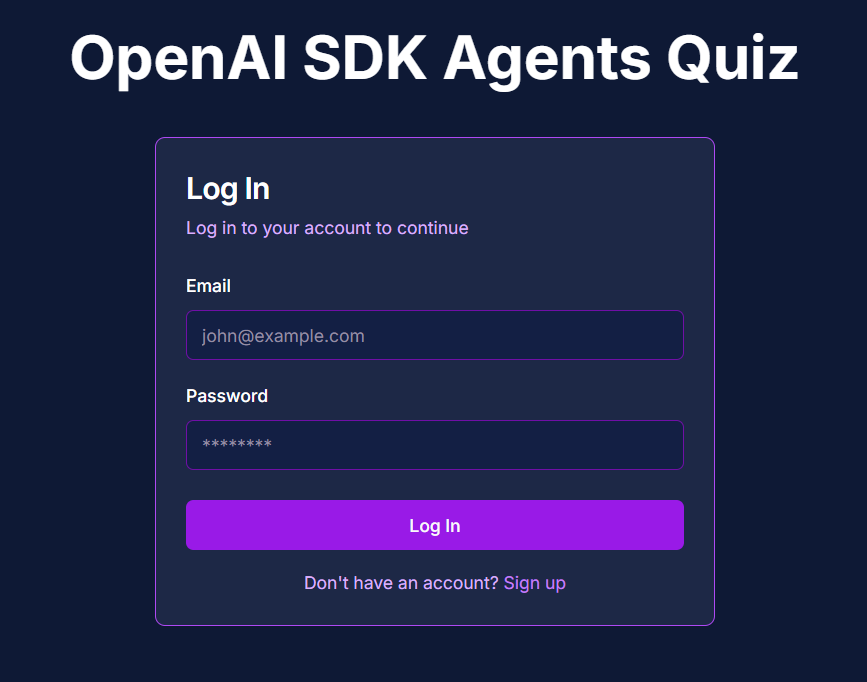 OpenAI SDK Agents Quiz
Log In
Log in to your account to continue
Email
john@example.com
Password
********
Log In
Don't have an account? Sign up